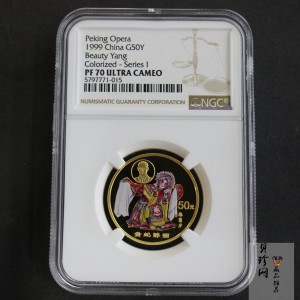 Peking Opera
1999 China G50Y
Beauty Yang
Colorized - Series I
PF 70 ULTRA CAMEO
5797771-015
NUMISMATIC GUARANTY CORPORATION
NGC
50元
貴妃醉酒